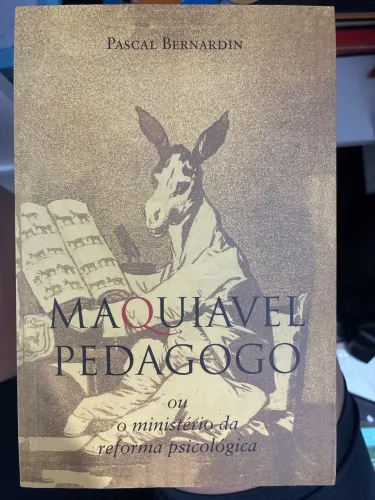 PASCAL BERNARDIN
MAQUIAVEL
PEDAGOGO
ou
o ministério da
reforma psicológica